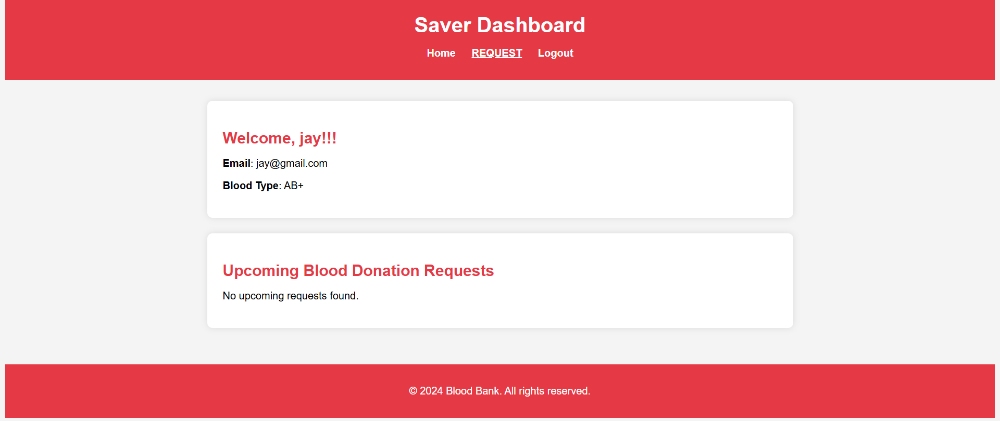 Saver Dashboard
Home REQUEST Logout
Welcome, jay!!!
Email: jay@gmail.com
Blood Type: AB+
Upcoming Blood Donation Requests
No upcoming requests found.
© 2024 Blood Bank. All rights reserved.